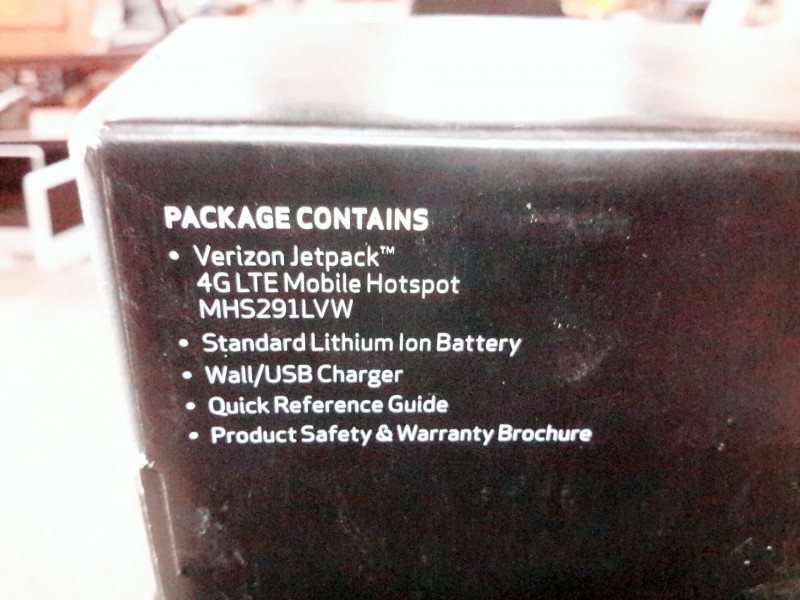 PACKAGE CONTAINS
• Verizon Jetpack™
4G LTE Mobile Hotspot
MHS291LVW
• Standard Lithium Ion Battery
• Wall/USB Charger
• Quick Reference Guide
• Product Safety & Warranty Brochure